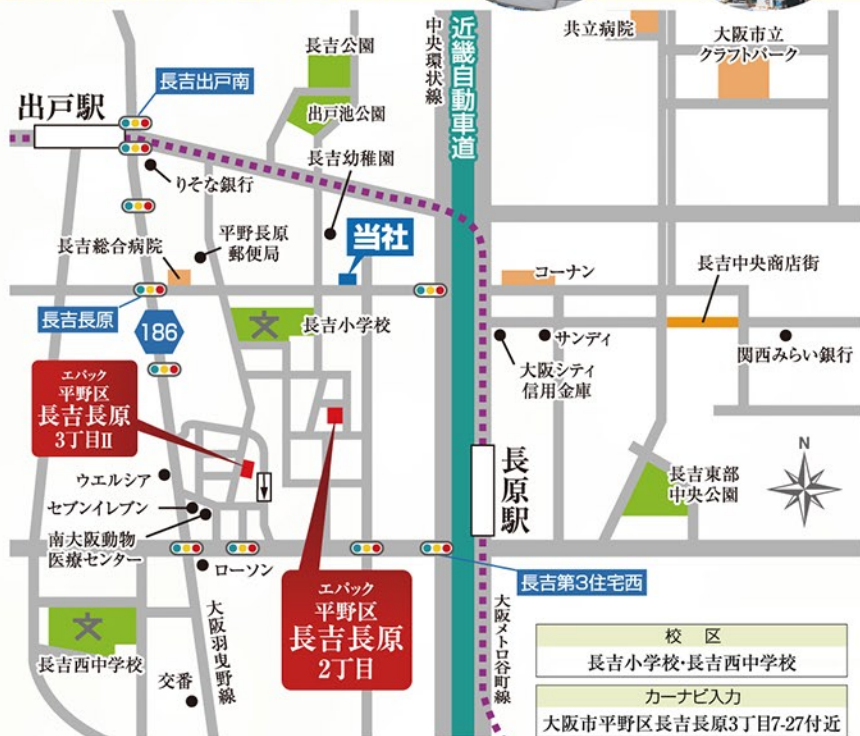 長吉公園
中央環状線
近畿自動車道
共立病院
大阪市立
クラフトパーク
長吉出戸南
出戸駅
出戸池公園
長吉幼稚園
りそな銀行
長吉総合病院
平野長原
郵便局
当社
コーナン
長吉中央商店街
長吉長原
186
長吉小学校
サンディ
大阪シティ
信用金庫
関西みらい銀行
エバック
平野区
長吉長原
3丁目II
長原駅
N
長吉東部
中央公園
ウエルシア
セブンイレブン
南大阪動物
医療センター
ローソン
エバック
平野区
長吉長原
2丁目
長吉第3住宅西
大阪羽曳野線
大阪メトロ谷町線
長吉西中学校
交番
校 区
長吉小学校・長吉西中学校
カーナビ入力
大阪市平野区長吉長原3丁目7-27付近